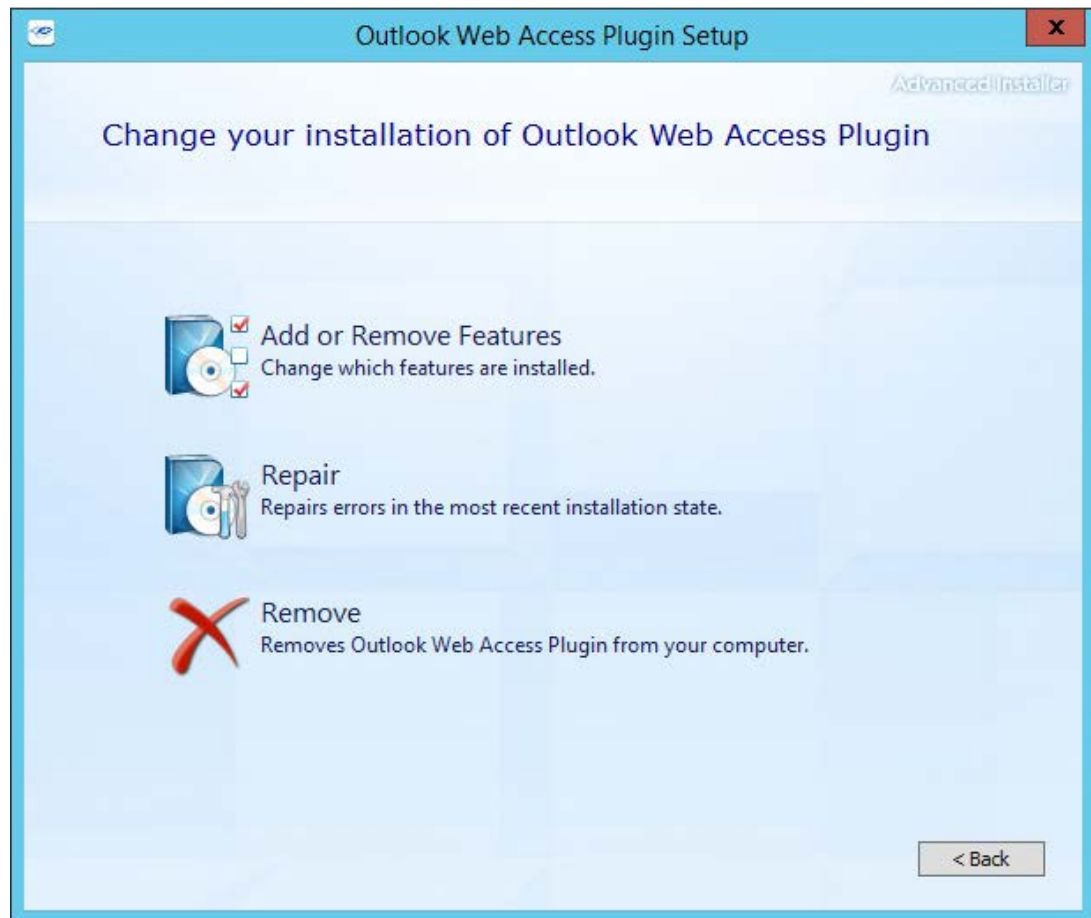 Outlook Web Access Plugin Setup
x
Advanced Installer
Change your installation of Outlook Web Access Plugin
Add or Remove Features
Change which features are installed.
Repair
Repairs errors in the most recent installation state.
Remove
Removes Outlook Web Access Plugin from your computer.
< Back